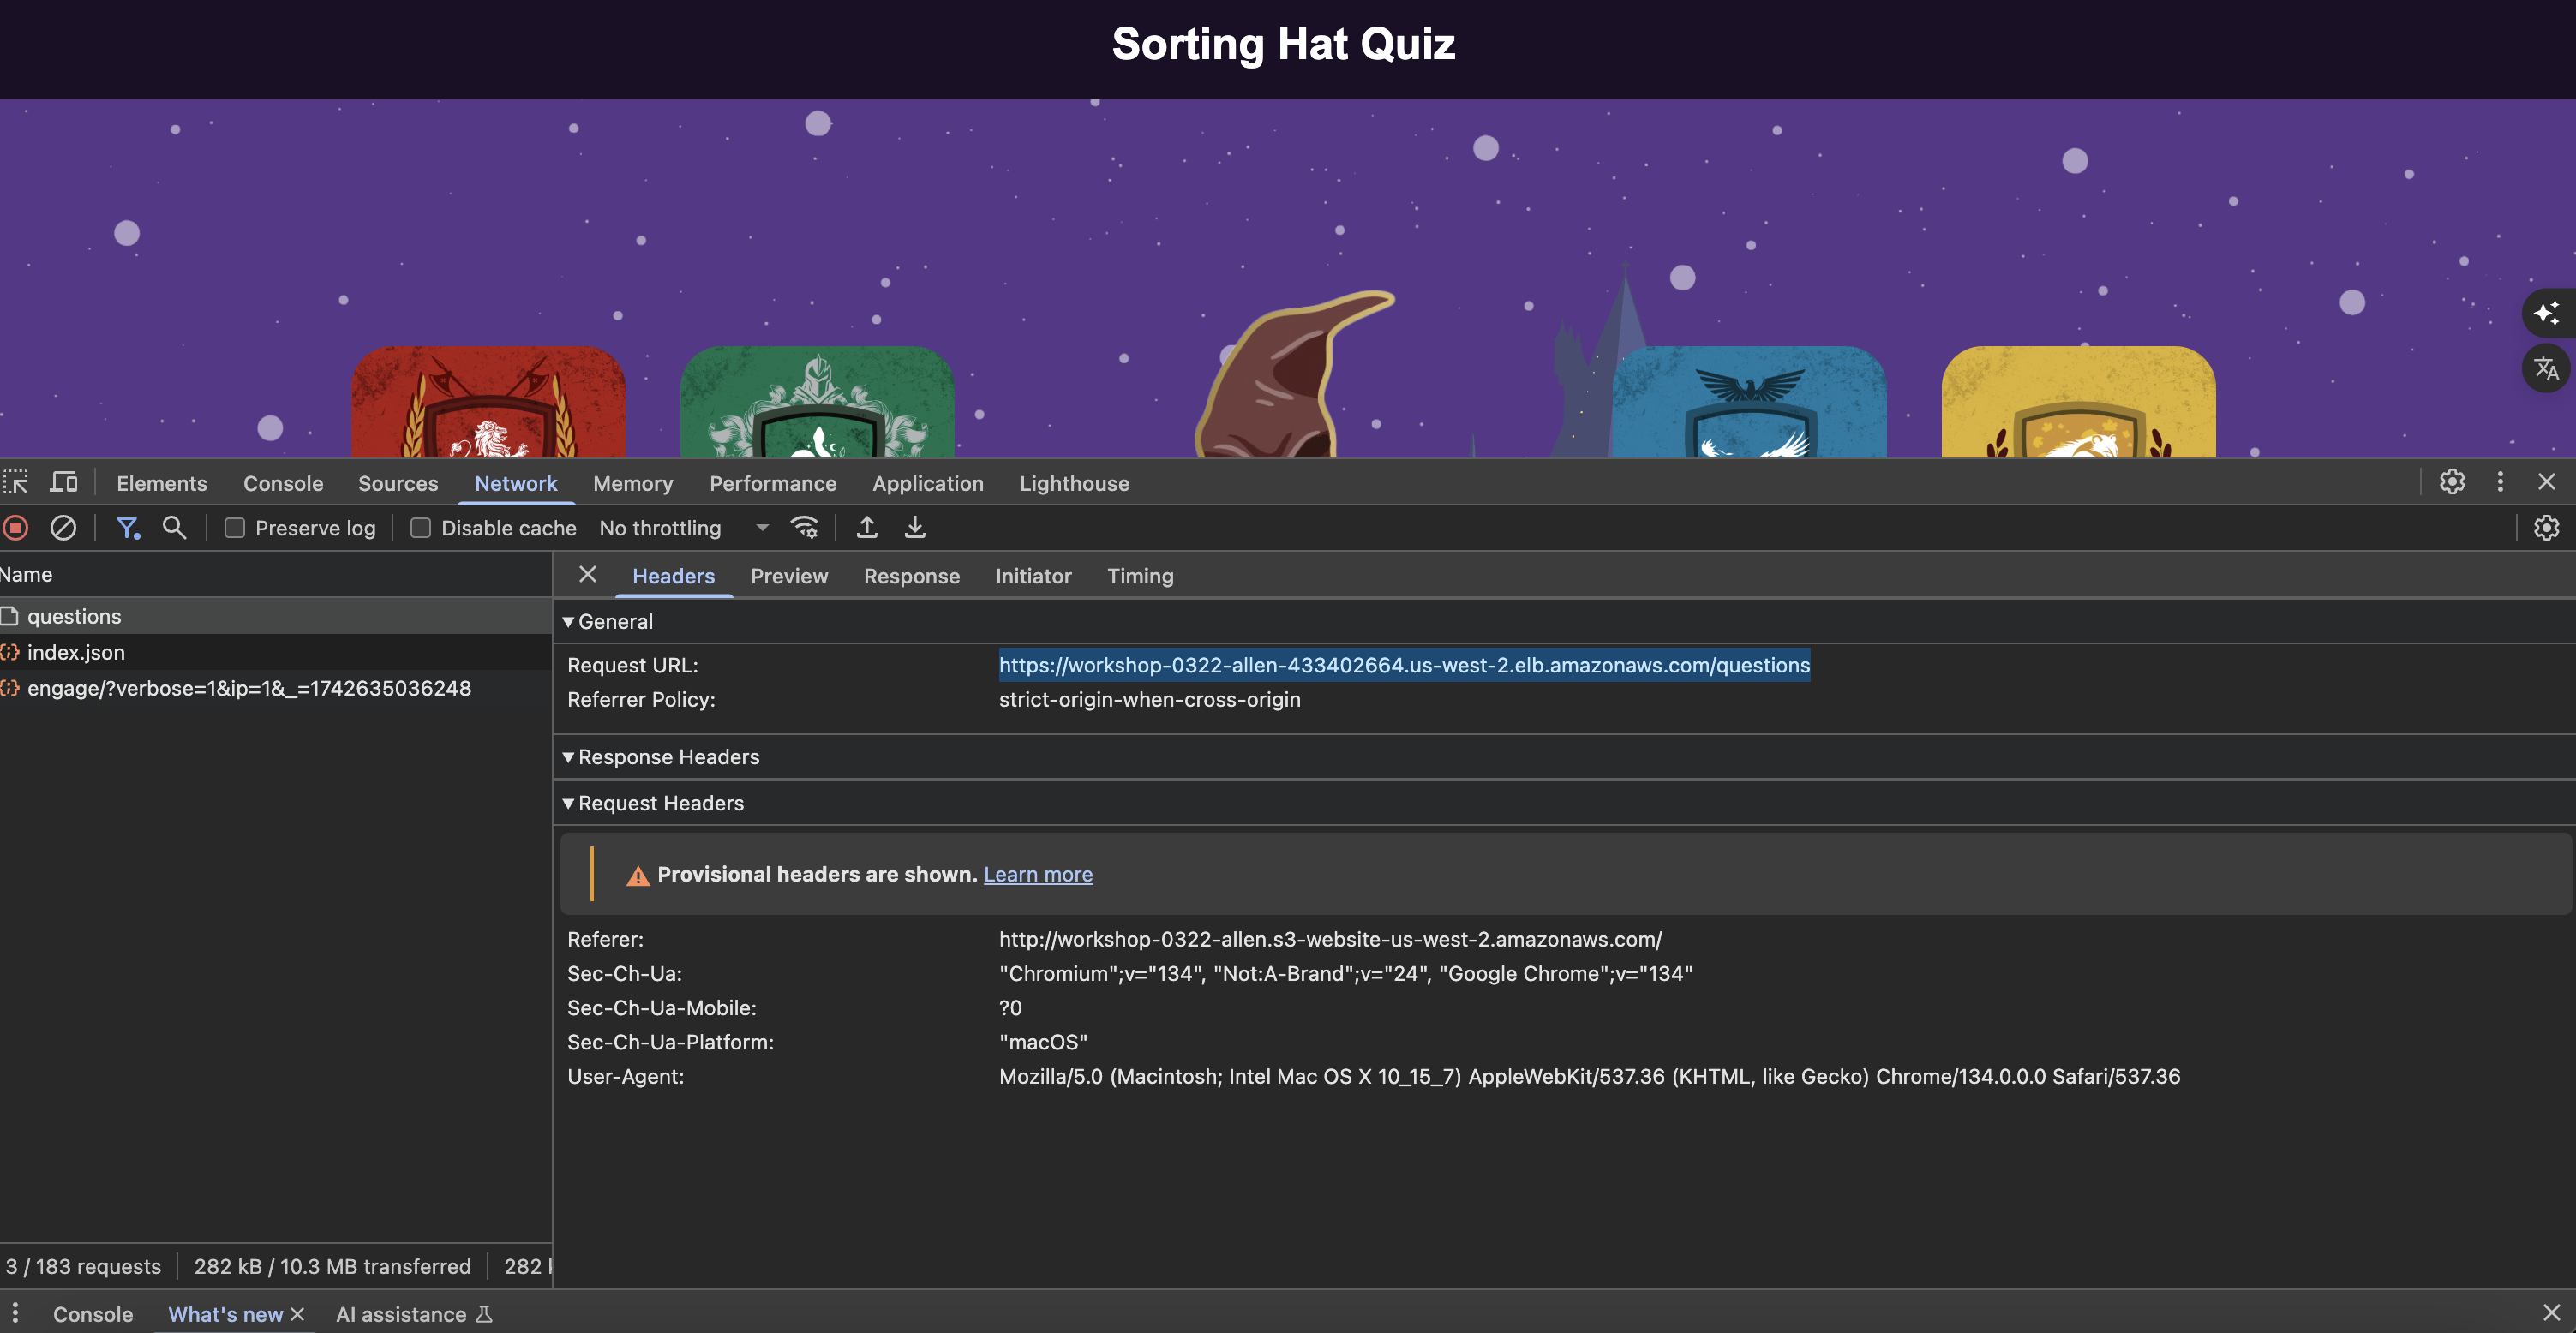 Sorting Hat Quiz
Elements Console Sources Network Memory Performance Application Lighthouse
Preserve log Disable cache No throttling
Name
Headers Preview Response Initiator Timing
questions
index.json
engage/?verbose=1&ip=1&_=1742635036248
General
Request URL: https://workshop-0322-allen-433402664.us-west-2.elb.amazonaws.com/questions
Referrer Policy: strict-origin-when-cross-origin
Response Headers
Request Headers
Provisional headers are shown. Learn more
Referer: http://workshop-0322-allen.s3-website-us-west-2.amazonaws.com/
Sec-Ch-Ua: "Chromium";v="134", "Not:A-Brand";v="24", "Google Chrome";v="134"
Sec-Ch-Ua-Mobile: ?0
Sec-Ch-Ua-Platform: "macOS"
User-Agent: Mozilla/5.0 (Macintosh; Intel Mac OS X 10_15_7) AppleWebKit/537.36 (KHTML, like Gecko) Chrome/134.0.0.0 Safari/537.36
3 / 183 requests 282 kB / 10.3 MB transferred 282
Console What's new AI assistance